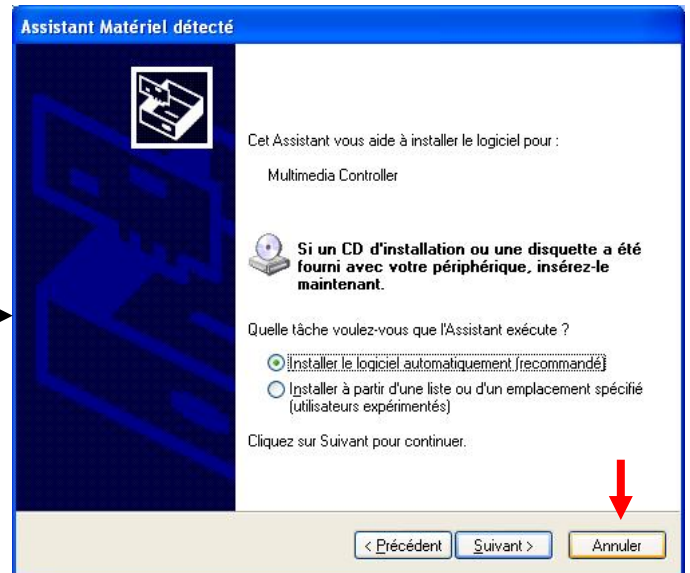 Assistant Matériel détecté
Cet Assistant vous aide à installer le logiciel pour :
Multimedia Controller
Si un CD d'installation ou une disquette a été
fourni avec votre périphérique, insérez-le
maintenant.
Quelle tâche voulez-vous que l'Assistant exécute ?
Installer le logiciel automatiquement (recommandé)
Installer à partir d'une liste ou d'un emplacement spécifié
(utilisateurs expérimentés)
Cliquez sur Suivant pour continuer.
< Précédent Suivant > Annuler